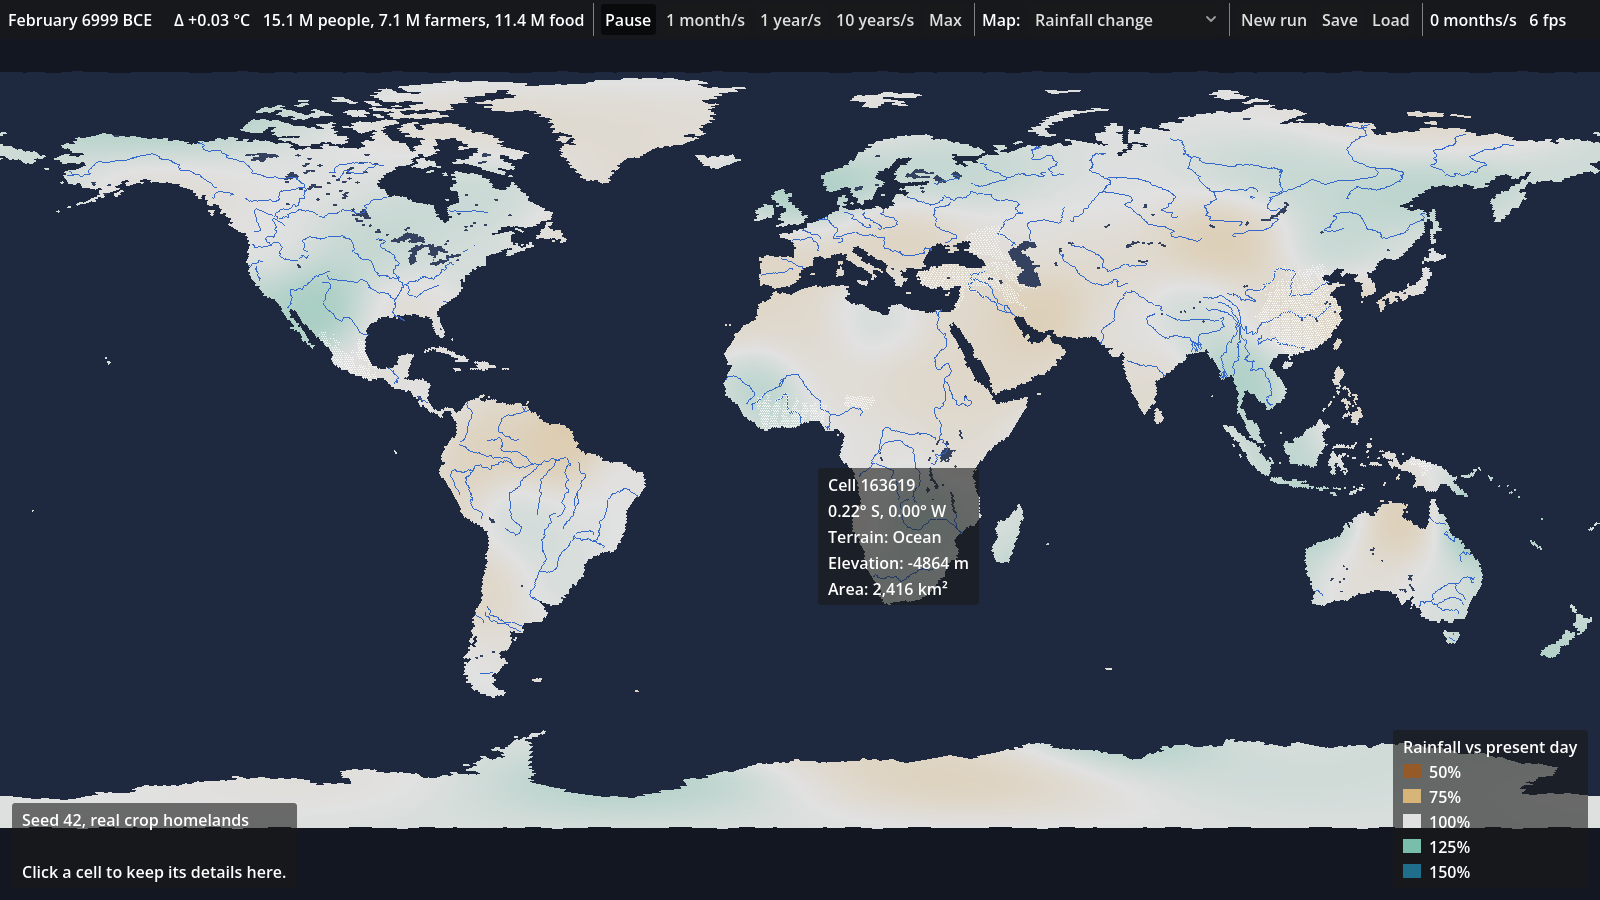 February 6999 BCE Δ +0.03 °C 15.1 M people, 7.1 M farmers, 11.4 M food Pause 1 month/s 1 year/s 10 years/s Max Map: Rainfall change New run Save Load 0 months/s 6 fps
Cell 163619
0.22° S, 0.00° W
Terrain: Ocean
Elevation: -4864 m
Area: 2,416 km²
Rainfall vs present day
50%
75%
100%
125%
150%
Seed 42, real crop homelands
Click a cell to keep its details here.